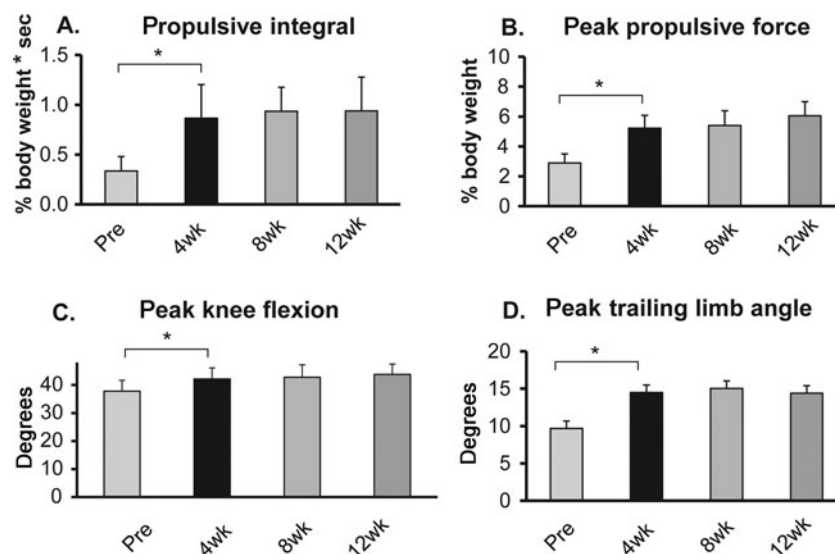 A. Propulsive integral
% body weight * sec
1.5
1.0
0.5
0.0
*
Pre 4wk 8wk 12wk
B. Peak propulsive force
% body weight
10
8
6
4
2
0
*
Pre 4wk 8wk 12wk
C. Peak knee flexion
Degrees
40
30
20
10
0
*
Pre 4wk 8wk 12wk
D. Peak trailing limb angle
Degrees
20
15
10
5
0
*
Pre 4wk 8wk 12wk